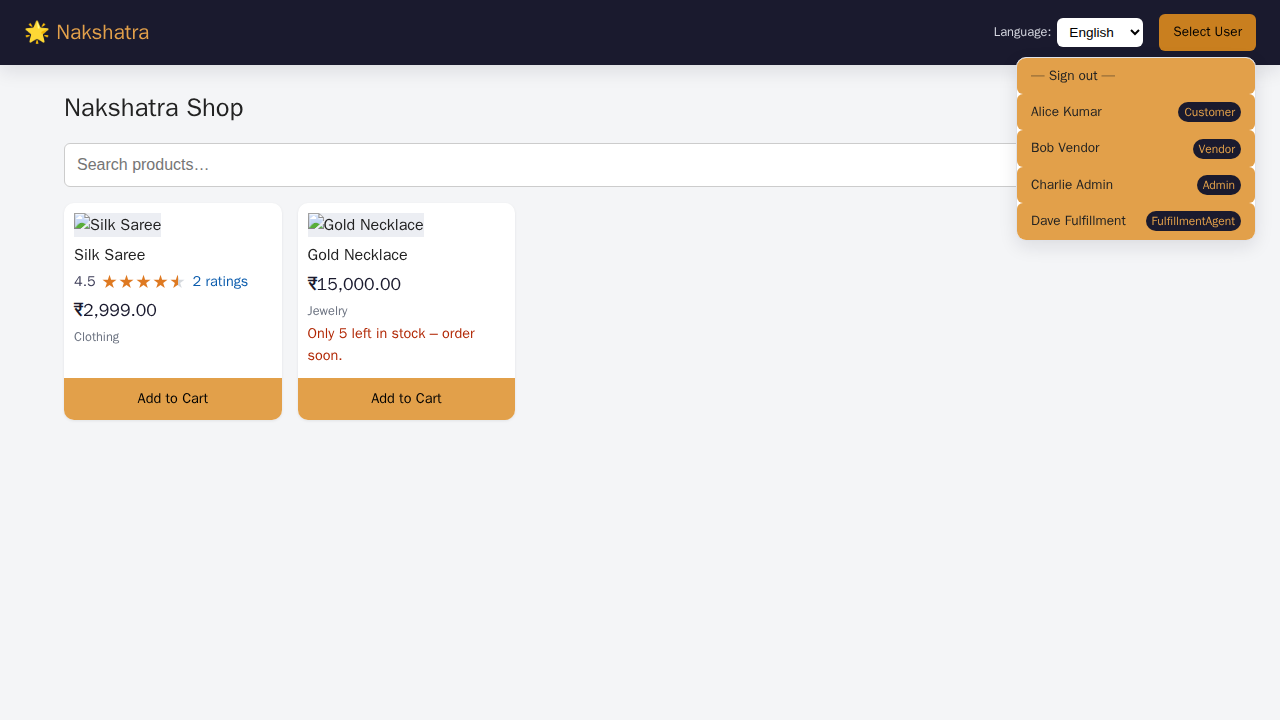 🌟 Nakshatra
Language: English Select User
— Sign out —
Alice Kumar Customer
Bob Vendor Vendor
Charlie Admin Admin
Dave Fulfillment FulfillmentAgent
Nakshatra Shop
Search products…
Silk Saree
Silk Saree
4.5 ★★★★ 2 ratings
₹2,999.00
Clothing
Add to Cart
Gold Necklace
Gold Necklace
₹15,000.00
Jewelry
Only 5 left in stock – order
soon.
Add to Cart